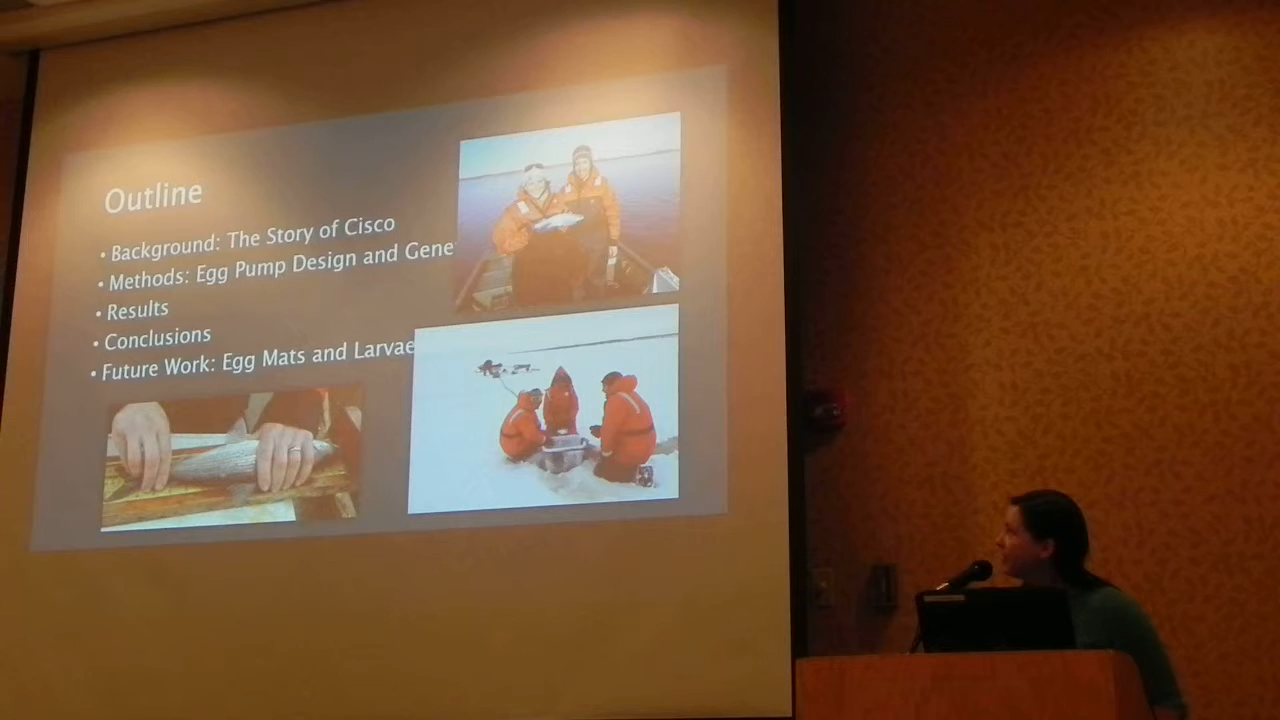 Outline
• Background: The Story of Cisco
• Methods: Egg Pump Design and Gene
• Results
• Conclusions
• Future Work: Egg Mats and Larvae